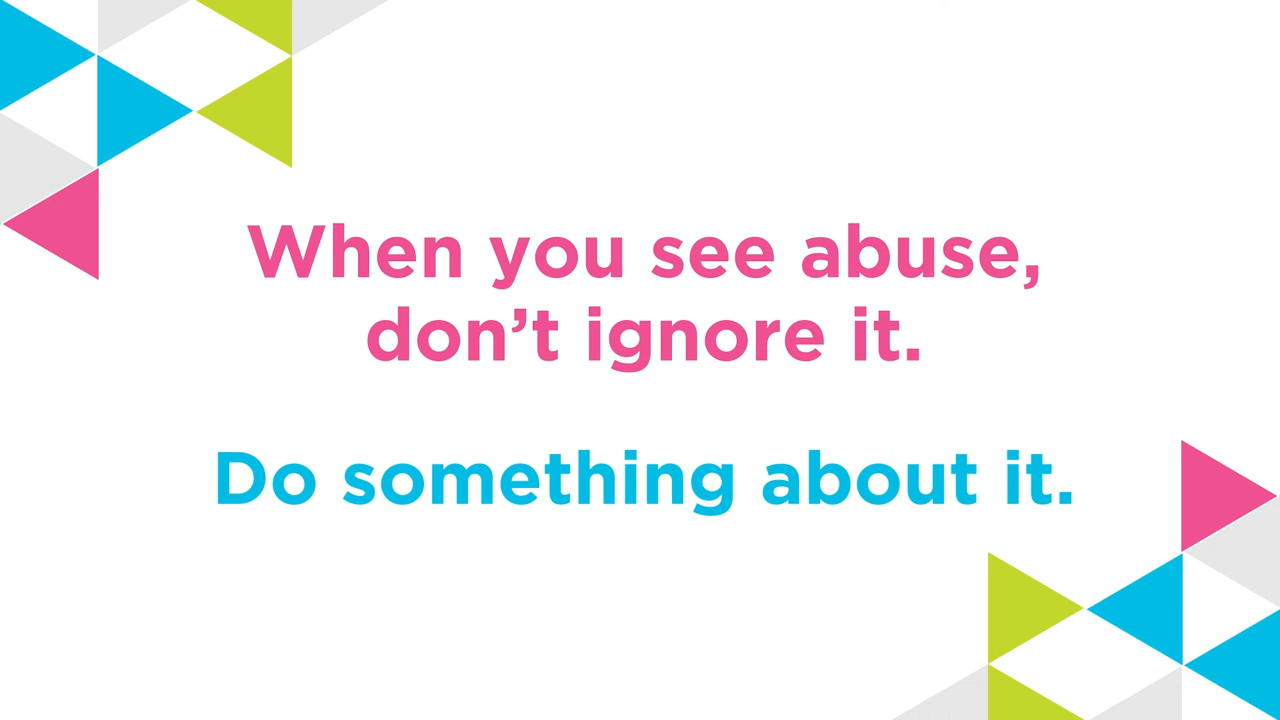 When you see abuse,
don’t ignore it.
Do something about it.